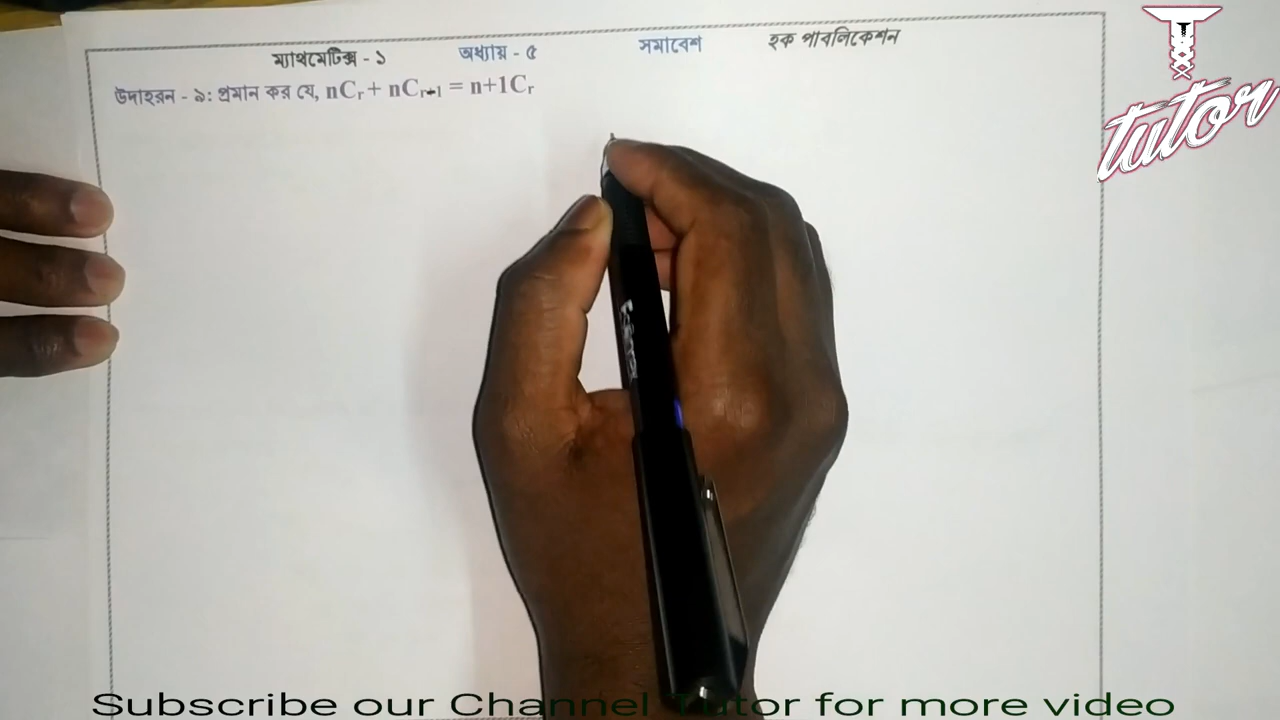 ম্যাথমেটিক্স - ১ অধ্যায় - ৫ সমাবেশ হক পাবলিকেশন
উদাহরন - ৯: প্রমান কর যে, nCr + nCr-1 = n+1Cr
T
tutor
Subscribe our Channel Tutor for more video